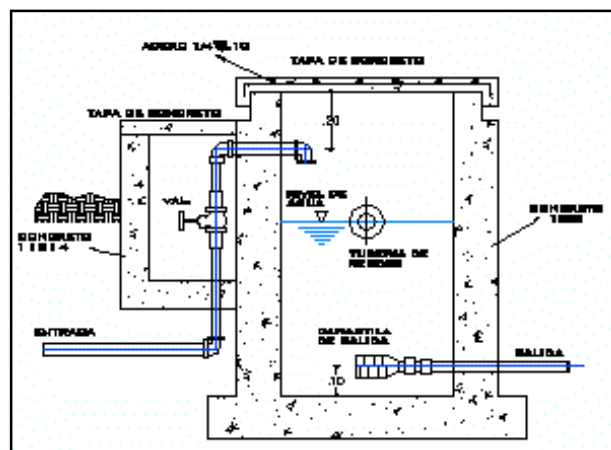 TAPA DE CONCRETO
.20
TAPA DE CONCRETO
NIVEL DE
AGUA
VAL.
CONCRETO
TUBERIA DE
REBOSE
CONCRETO
ENTRADA
CANASTILLA
DE SALIDA
SALIDA
.10